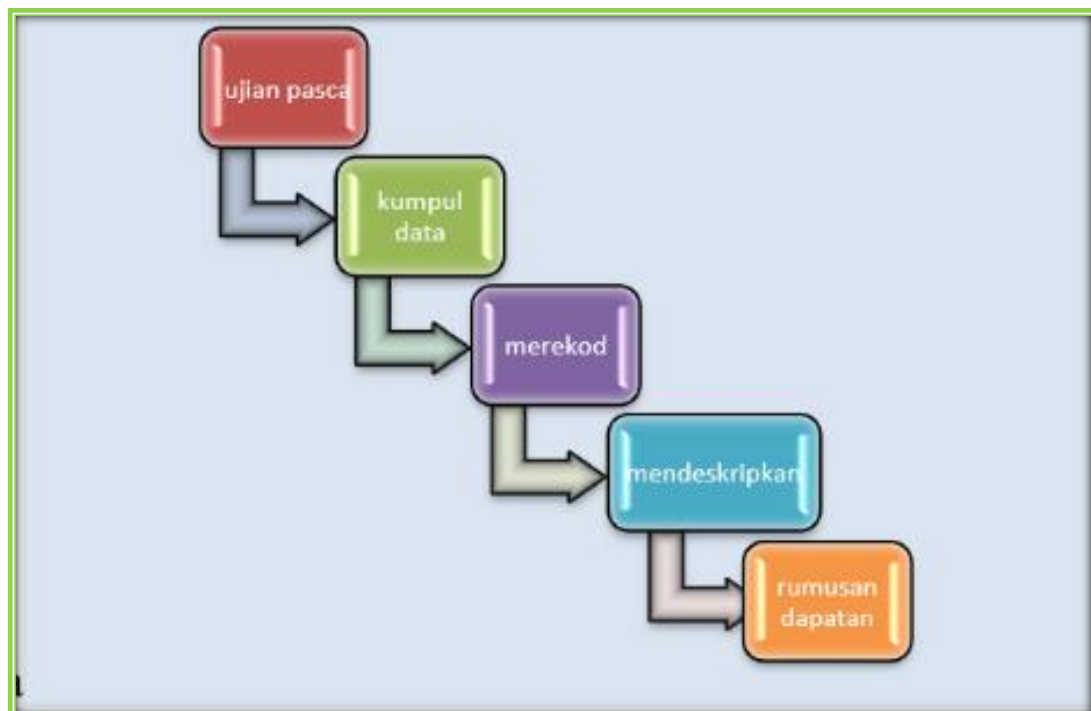 ujian pasca
kumpul
data
merekod
mendeskripkan
rumusan
dapatan